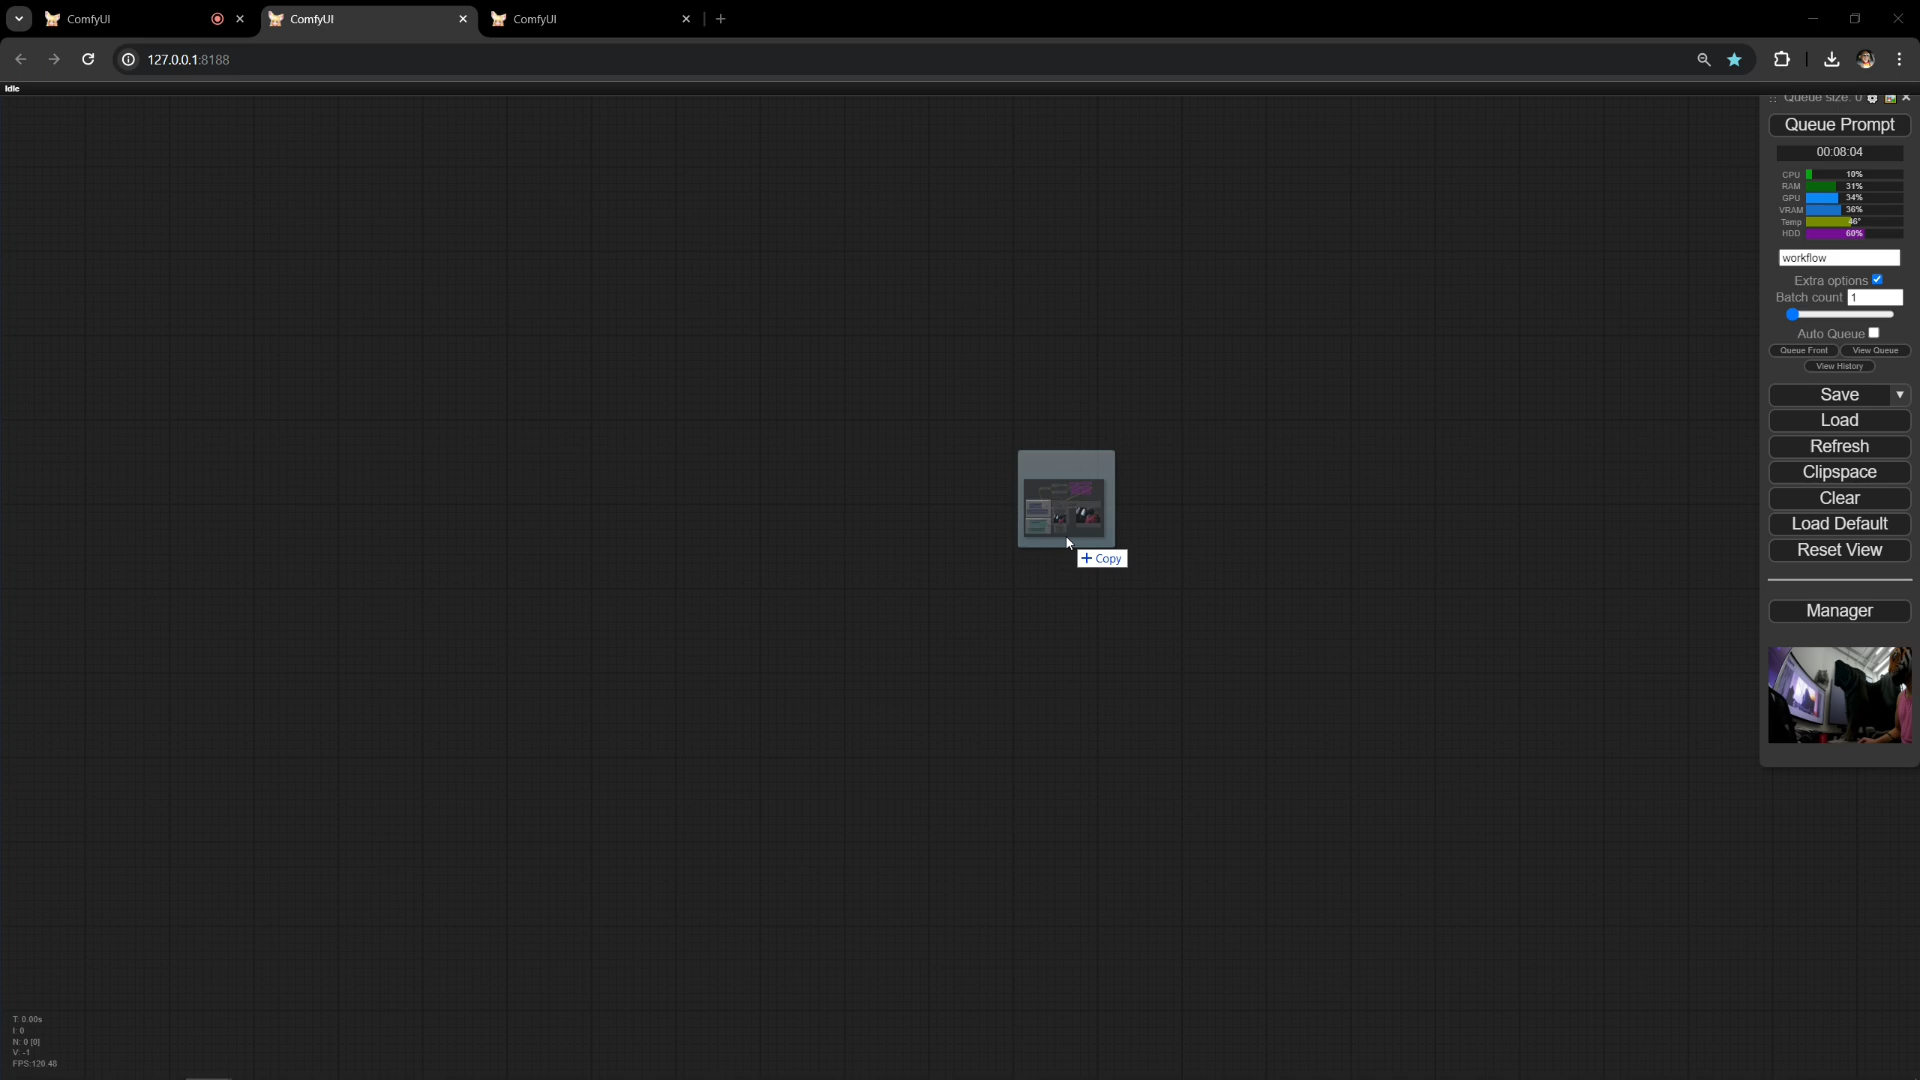 ComfyUI
ComfyUI
ComfyUI
127.0.0.1:8188
Idle
Queue size: 0
Queue Prompt
00:08:04
CPU 10%
RAM 31%
GPU 34%
VRAM 36%
Temp 46°
HDD 60%
workflow
Extra options
Batch count 1
Auto Queue
Queue Front View Queue
View History
Save ▼
Load
Refresh
Clipspace
Clear
Load Default
Reset View
Manager
+ Copy
T: 0.00s
I: 0
N: 0 [0]
V: -1
FPS:120.48